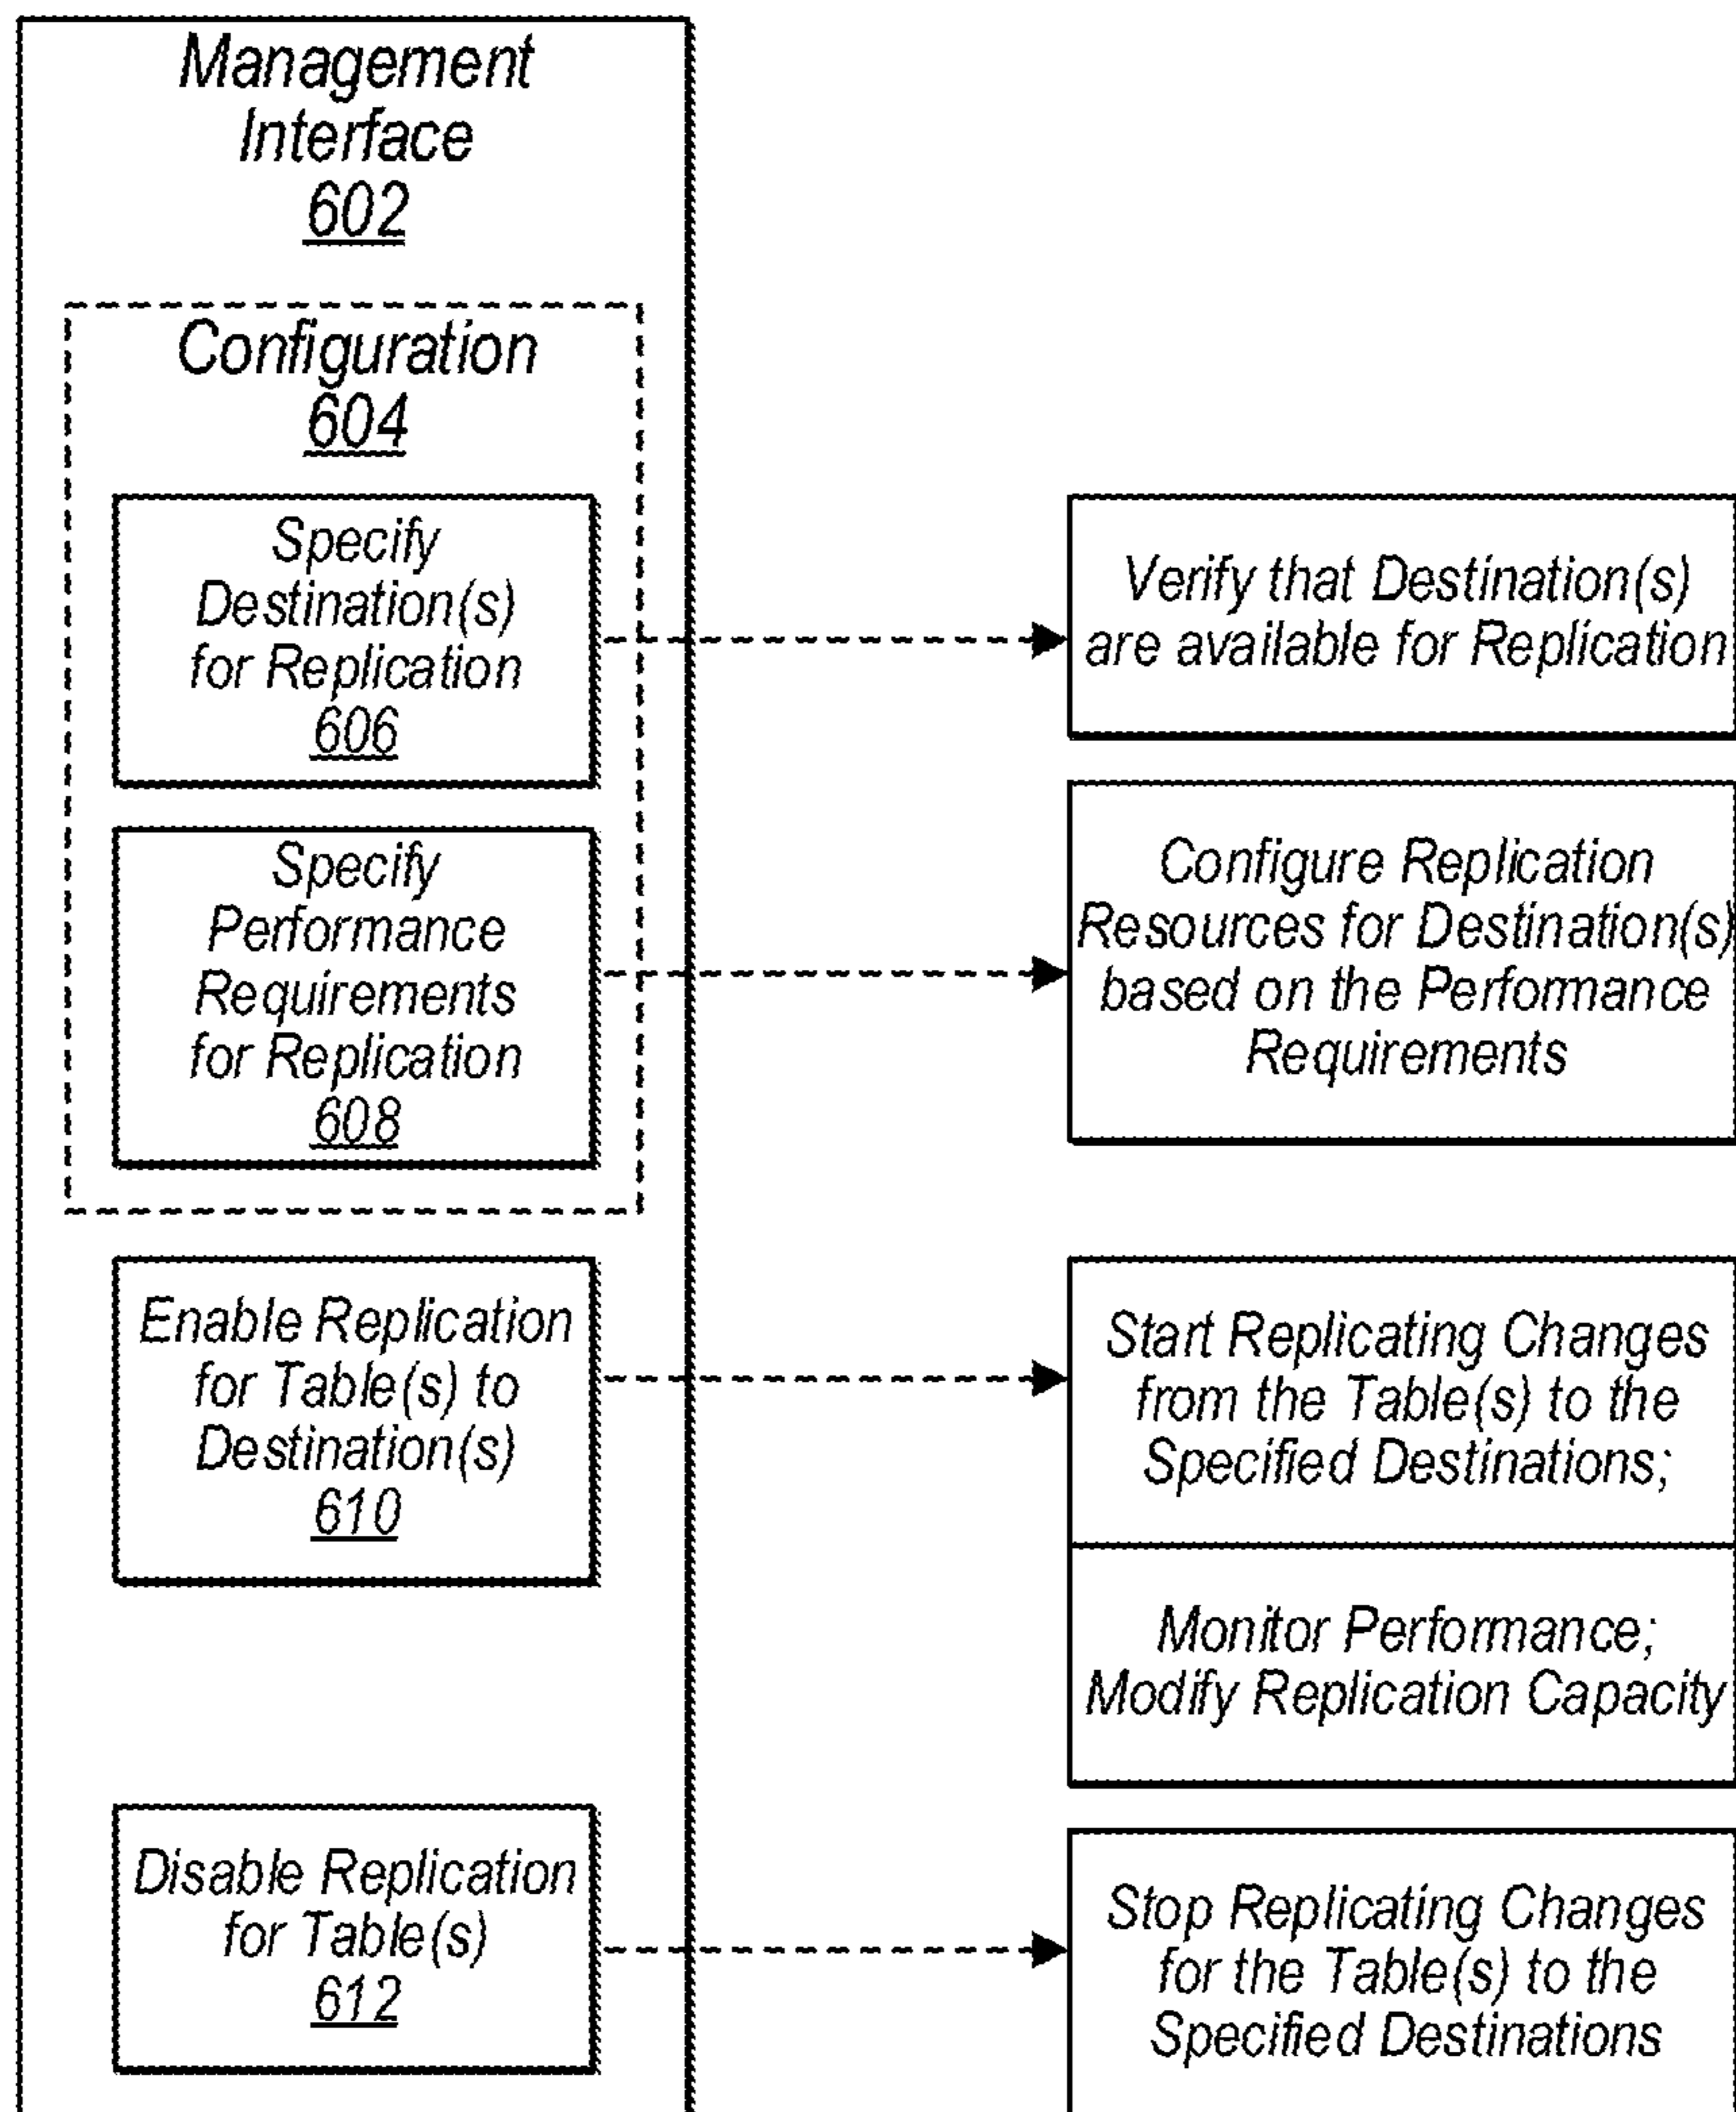 Management
Interface
602
Configuration
604
Specify
Destination(s)
for Replication
606
Verify that Destination(s)
are available for Replication
Specify
Performance
Requirements
for Replication
608
Configure Replication
Resources for Destination(s)
based on the Performance
Requirements
Enable Replication
for Table(s) to
Destination(s)
610
Start Replicating Changes
from the Table(s) to the
Specified Destinations;
Monitor Performance;
Modify Replication Capacity
Disable Replication
for Table(s)
612
Stop Replicating Changes
for the Table(s) to the
Specified Destinations